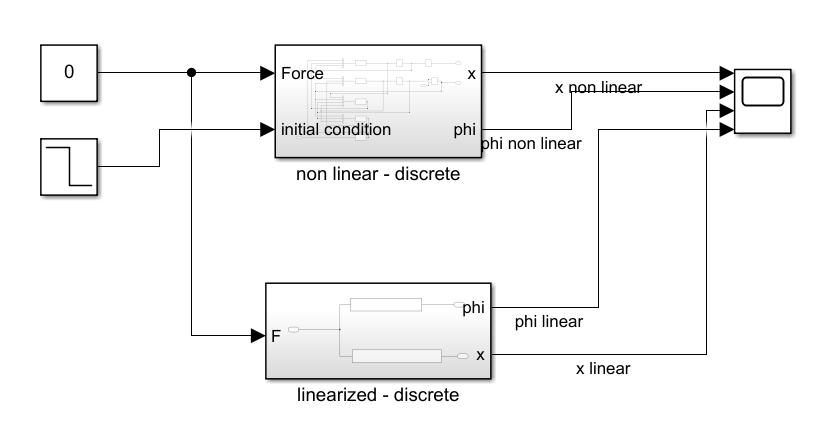 0
Force
x
x non linear
initial condition
phi
phi non linear
non linear - discrete
phi
phi linear
F
x
x linear
linearized - discrete